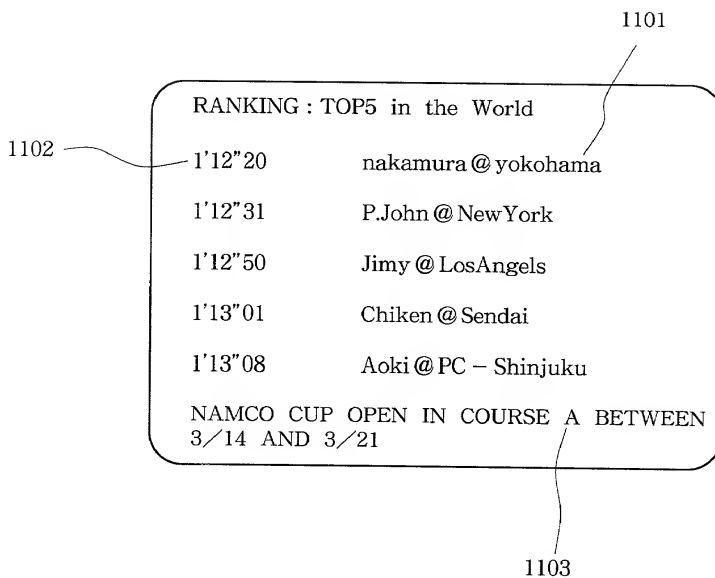 1101
RANKING : TOP5 in the World
1102
1'12"20 nakamura@yokohama
1'12"31 P.John@NewYork
1'12"50 Jimy@LosAngels
1'13"01 Chiken@Sendai
1'13"08 Aoki@PC－Shinjuku
NAMCO CUP OPEN IN COURSE A BETWEEN
3/14 AND 3/21
1103